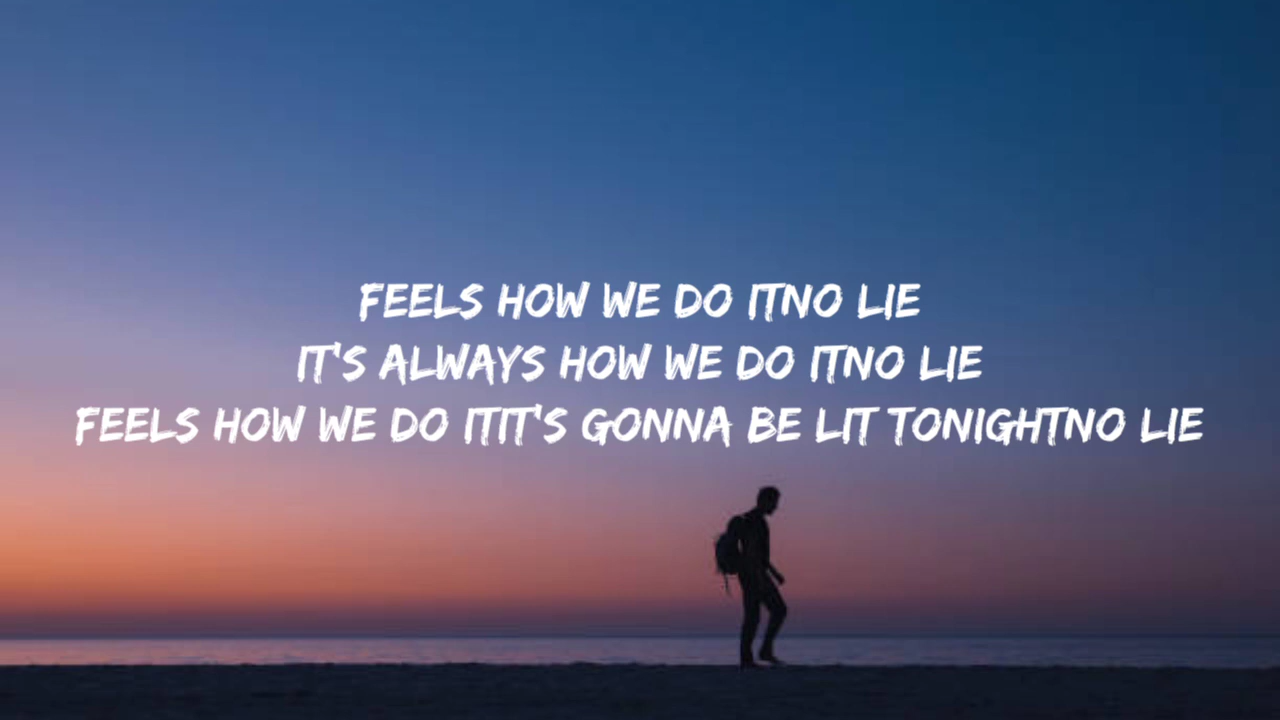 FEELS HOW WE DO ITNO LIE
IT'S ALWAYS HOW WE DO ITNO LIE
FEELS HOW WE DO ITIT'S GONNA BE LIT TONIGHTNO LIE